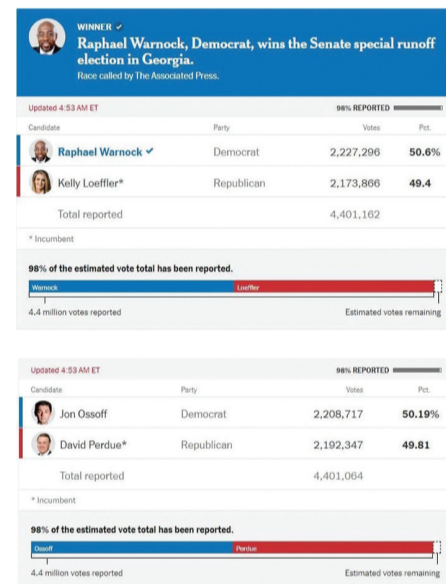 WINNER
Raphael Warnock, Democrat, wins the Senate special runoff
election in Georgia.
Race called by The Associated Press.
Updated 4:53 AM ET 98% REPORTED
Candidate Party Votes Pct.
Raphael Warnock Democrat 2,227,296 50.6%
Kelly Loeffler* Republican 2,173,866 49.4
Total reported 4,401,162
* Incumbent
98% of the estimated vote total has been reported.
Warnock Loeffler
4.4 million votes reported Estimated votes remaining
Updated 4:53 AM ET 98% REPORTED
Candidate Party Votes Pct.
Jon Ossoff Democrat 2,208,717 50.19%
David Perdue* Republican 2,192,347 49.81
Total reported 4,401,064
* Incumbent
98% of the estimated vote total has been reported.
Ossoff Perdue
4.4 million votes reported Estimated votes remaining